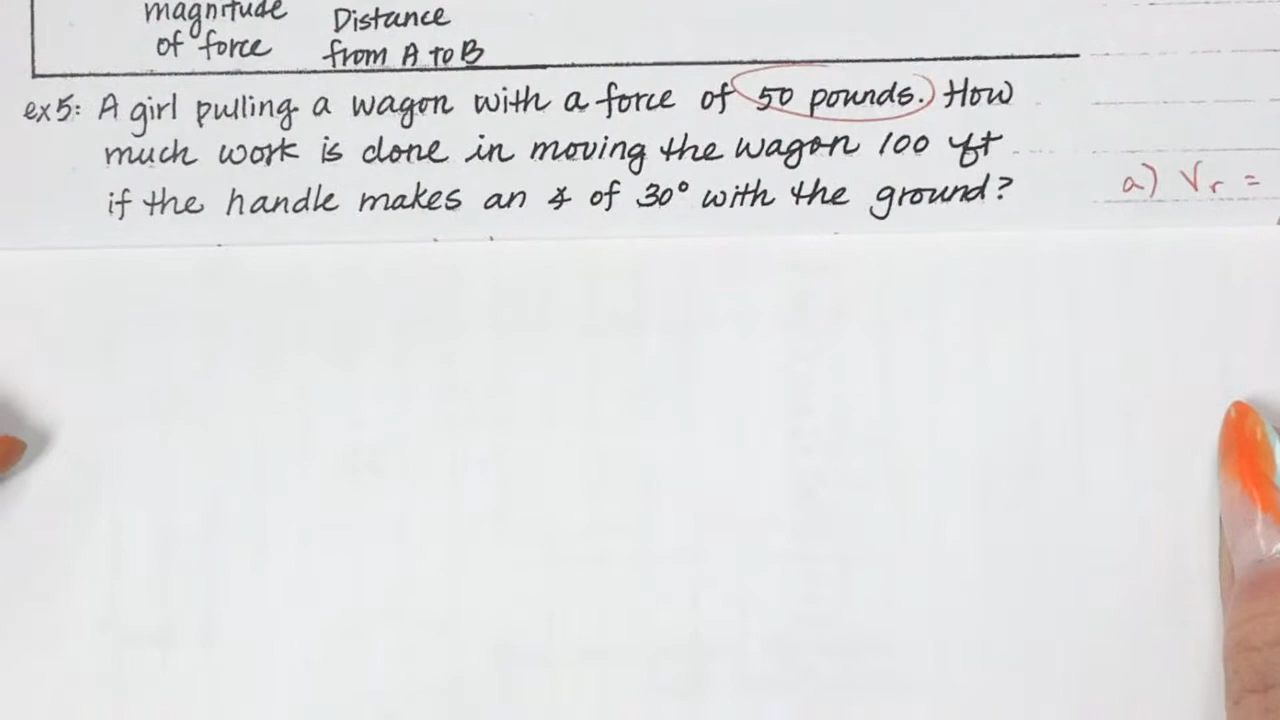 magnitude Distance
of force from A to B
ex5: A girl pulling a wagon with a force of 50 pounds. How
much work is done in moving the wagon 100 ft
if the handle makes an ∡ of 30° with the ground?
a) Vr =